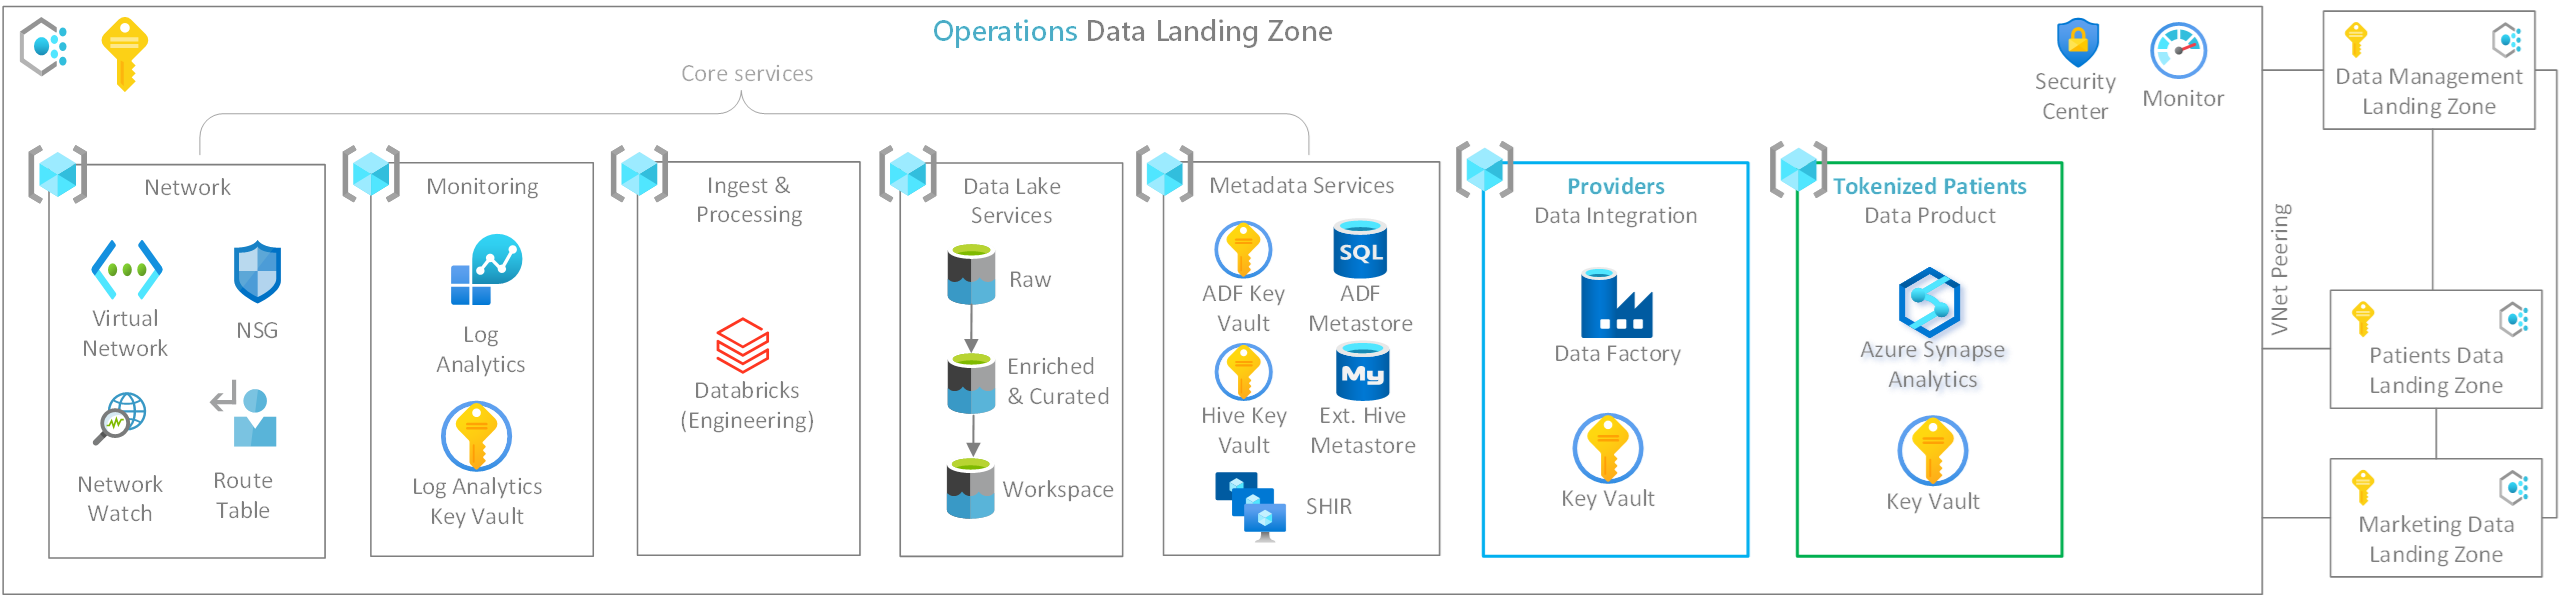 Operations Data Landing Zone
Core services
Security
Center
Monitor
Network
Virtual
Network
NSG
Network
Watch
Route
Table
Monitoring
Log
Analytics
Log Analytics
Key Vault
Ingest &
Processing
Databricks
(Engineering)
Data Lake
Services
Raw
Enriched
& Curated
Workspace
Metadata Services
ADF Key
Vault
SQL
ADF
Metastore
Hive Key
Vault
My
Ext. Hive
Metastore
SHIR
Providers
Data Integration
Data Factory
Key Vault
Tokenized Patients
Data Product
Azure Synapse
Analytics
Key Vault
VNet Peering
Data Management
Landing Zone
Patients Data
Landing Zone
Marketing Data
Landing Zone